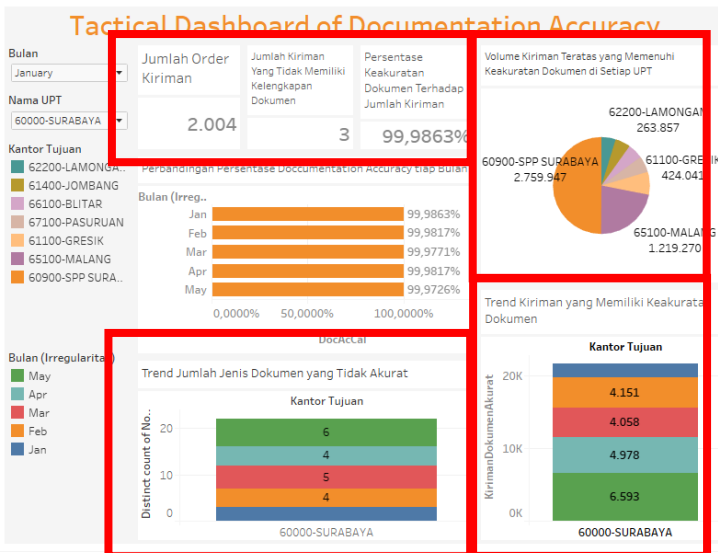 Tactical Dashboard of Documentation Accuracy
Bulan
January
Nama UPT
60000-SURABAYA
Kantor Tujuan
62200-LAMONGA..
61400-JOMBANG
66100-BLITAR
67100-PASURUAN
61100-GRESIK
65100-MALANG
60900-SPP SURA..
Bulan (Irregularitas)
May
Apr
Mar
Feb
Jan
Jumlah Order
Kiriman
2.004
Jumlah Kiriman
Yang Tidak Memiliki
Kelengkapan
Dokumen
3
Persentase
Keakuratan
Dokumen Terhadap
Jumlah Kiriman
99,9863%
Perbandingan Persentase Doccumentation Accuracy tiap Bulan
Bulan (Irreg..
Jan 99,9863%
Feb 99,9817%
Mar 99,9771%
Apr 99,9817%
May 99,9726%
0,0000% 50,0000% 100,0000%
DocAcCal
Trend Jumlah Jenis Dokumen yang Tidak Akurat
Kantor Tujuan
Distinct count of No..
20
10
0
6
4
5
4
60000-SURABAYA
Volume Kiriman Teratas yang Memenuhi
Keakuratan Dokumen di Setiap UPT
62200-LAMONGAN
263.857
60900-SPP SURABAYA
2.759.947
61100-GRESIK
424.041
65100-MALANG
1.219.270
Trend Kiriman yang Memiliki Keakurata
Dokumen
Kantor Tujuan
KirimanDokumenAkurat
20K
10K
0K
4.151
4.058
4.978
6.593
60000-SURABAYA